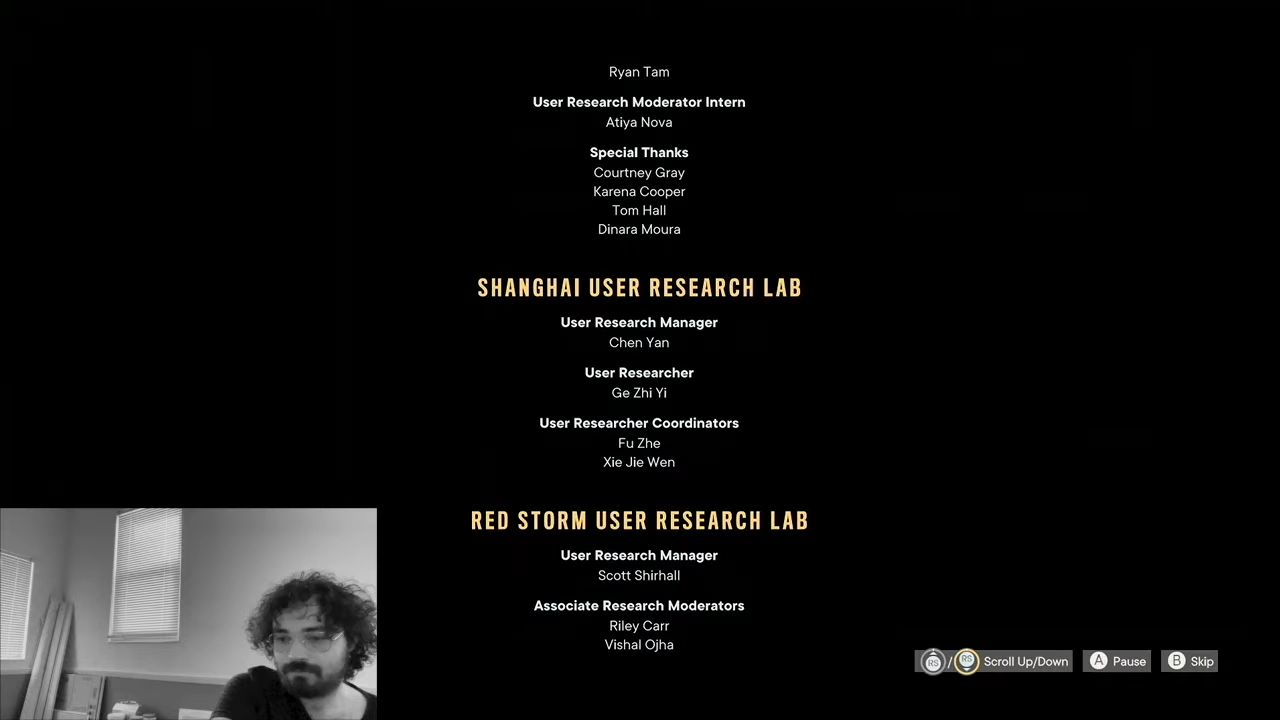 Ryan Tam
User Research Moderator Intern
Atiya Nova
Special Thanks
Courtney Gray
Karena Cooper
Tom Hall
Dinara Moura
SHANGHAI USER RESEARCH LAB
User Research Manager
Chen Yan
User Researcher
Ge Zhi Yi
User Researcher Coordinators
Fu Zhe
Xie Jie Wen
RED STORM USER RESEARCH LAB
User Research Manager
Scott Shirhall
Associate Research Moderators
Riley Carr
Vishal Ojha
RS / RS Scroll Up/Down A Pause B Skip